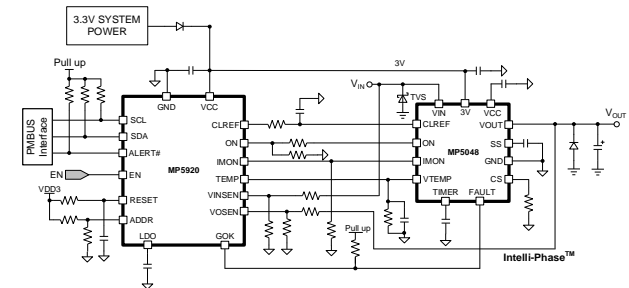 3.3V SYSTEM
POWER
Pull up
3V
V_IN
TVS
GND
VCC
VIN
3V
VCC
V_OUT
PMBUS
Interface
SCL
SDA
ALERT#
EN
EN
VDD3
RESET
ADDR
LDO
GOK
MP5920
CLREF
ON
IMON
TEMP
VINSEN
VOSEN
Pull up
CLREF
ON
IMON
VTEMP
TIMER
FAULT
MP5048
VOUT
SS
GND
CS
Intelli-Phase™